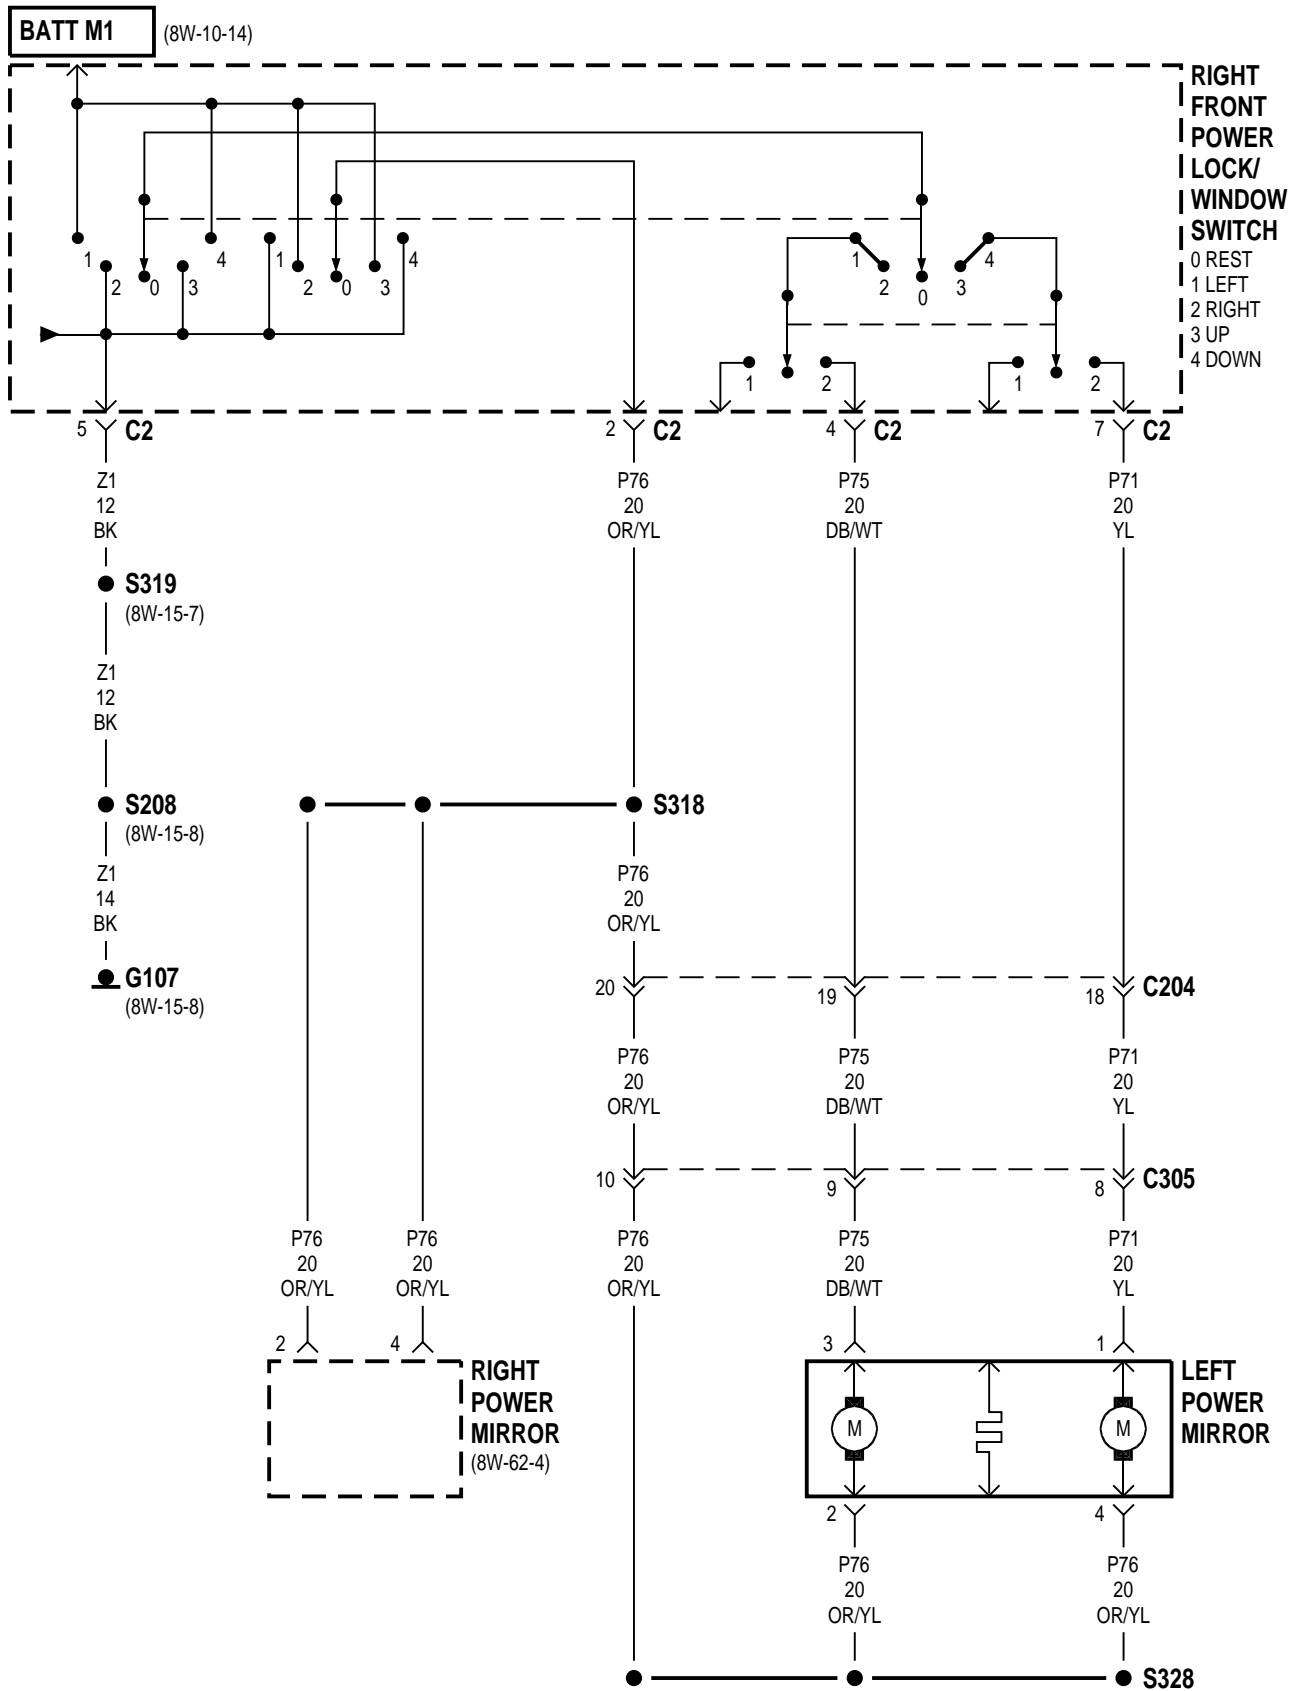 BATT M1 (8W-10-14)
RIGHT
FRONT
POWER
LOCK/
WINDOW
SWITCH
0 REST
1 LEFT
2 RIGHT
3 UP
4 DOWN
1 2 0 3 4 1 2 0 3 4
1 2 0 3 4
1 2 1 2
5 C2 2 C2 4 C2 7 C2
Z1 P76 P75 P71
12 20 20 20
BK OR/YL DB/WT YL
S319
(8W-15-7)
Z1
12
BK
S208 S318
(8W-15-8)
Z1 P76
14 20
BK OR/YL
G107
(8W-15-8)
20 19 18 C204
P76 P75 P71
20 20 20
OR/YL DB/WT YL
10 9 8 C305
P76 P76 P76 P75 P71
20 20 20 20 20
OR/YL OR/YL OR/YL DB/WT YL
2 4 3 1
RIGHT
POWER
MIRROR
(8W-62-4)
LEFT
POWER
MIRROR
M M
2 4
P76 P76
20 20
OR/YL OR/YL
S328